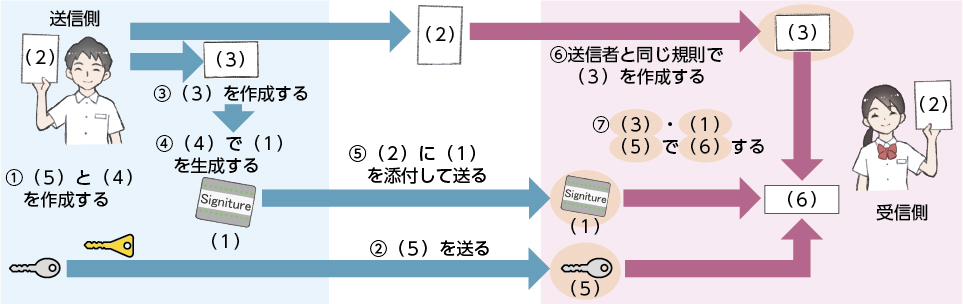 送信側
(2)
(3)
③(3)を作成する
④(4)で(1)
を生成する
①(5)と(4)
を作成する
Signiture
(1)
(2)
⑤(2)に(1)
を添付して送る
②(5)を送る
⑥送信者と同じ規則で
(3)を作成する
(3)
⑦(3)・(1)
(5)で(6)する
Signiture
(1)
(5)
(6)
(2)
受信側